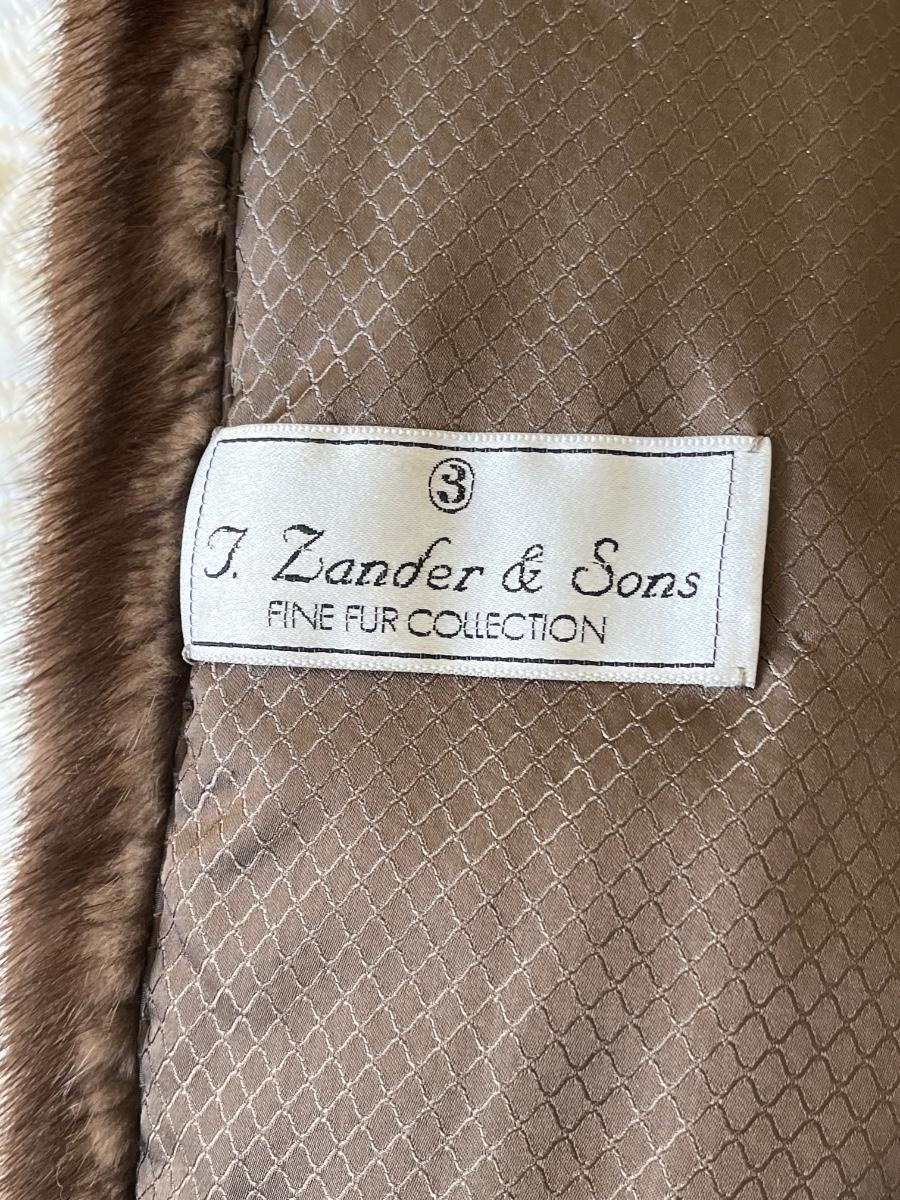 3
J. Zander & Sons
FINE FUR COLLECTION